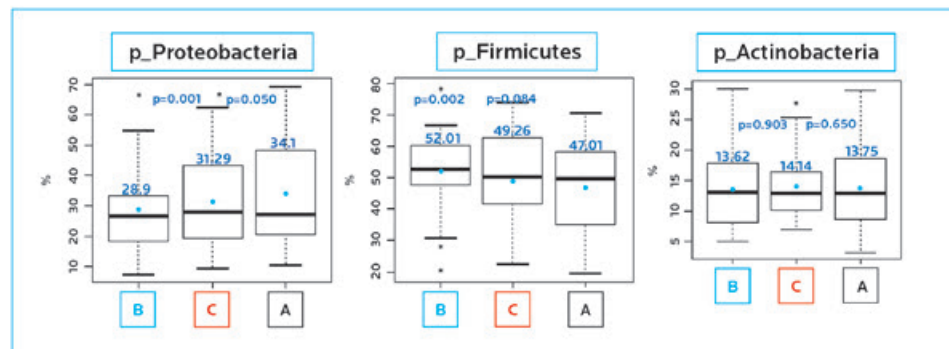 p_Proteobacteria
p_Firmicutes
p_Actinobacteria
%
70
60
50
40
30
20
10
p=0.001
p=0.050
28.9
31.29
34.1
B
C
A
%
80
70
60
50
40
30
20
p=0.002
p=0.084
52.01
49.26
47.01
B
C
A
%
30
25
20
15
10
5
p=0.903
p=0.650
13.62
14.14
13.75
B
C
A